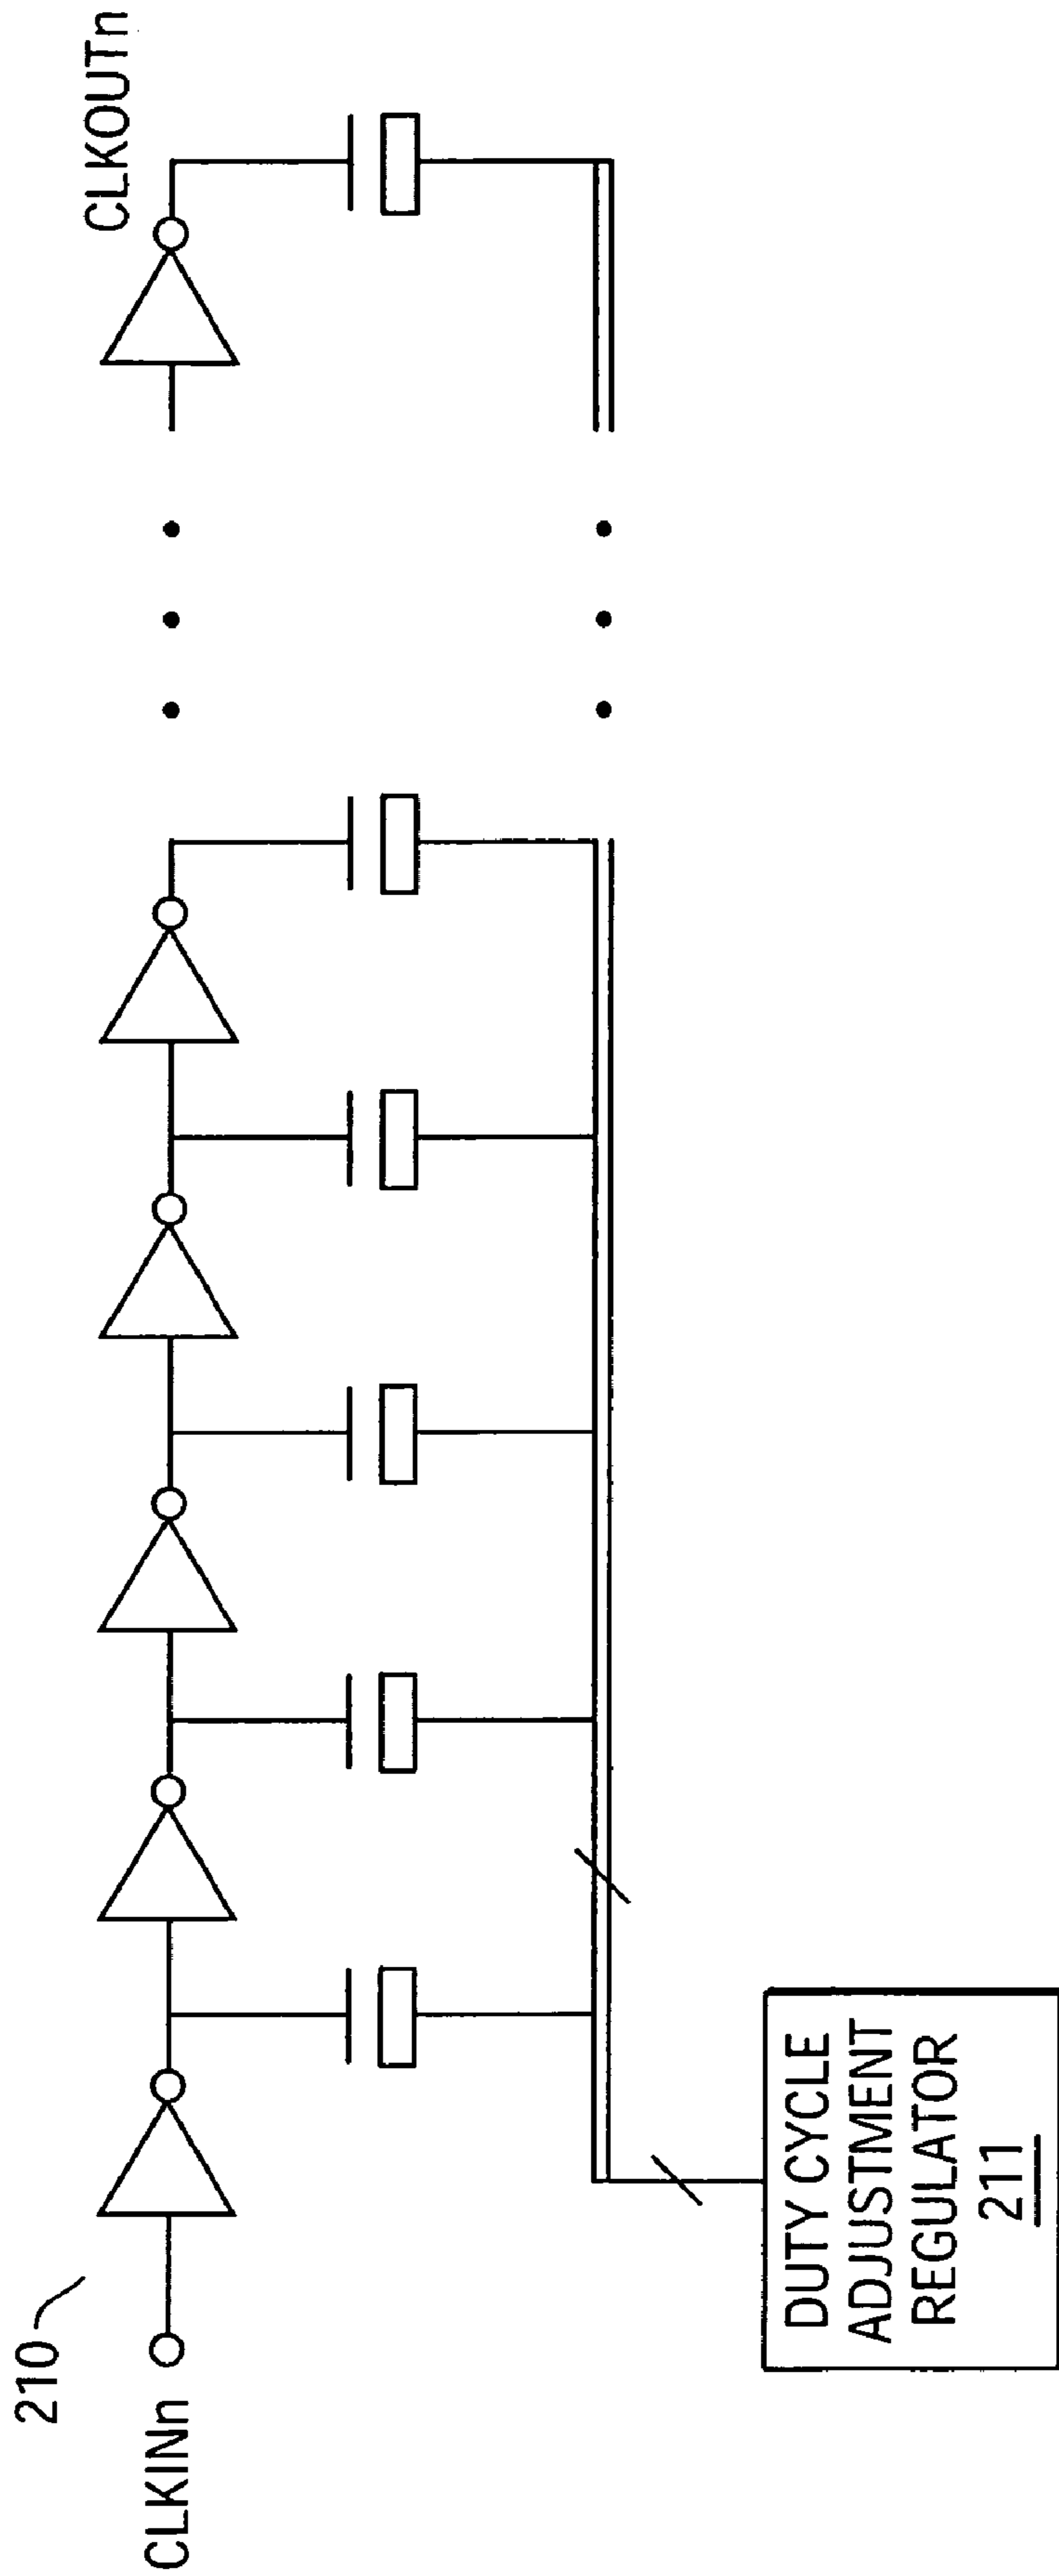 210
CLKINn
CLKOUTn
DUTY CYCLE
ADJUSTMENT
REGULATOR
211